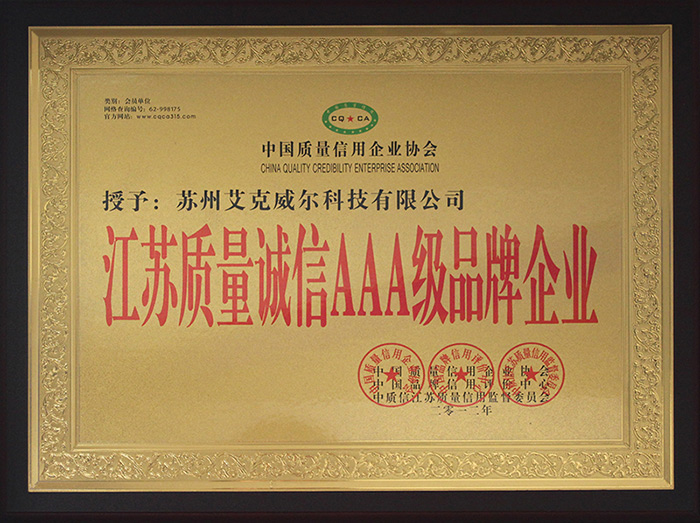 类别：会员单位
网络查询编号：62-998175
官方网站：www.cqca315.com
CQ★CA
中国质量信用企业协会
CHINA QUALITY CREDIBILITY ENTERPRISE ASSOCIATION
授予：苏州艾克威尔科技有限公司
江苏质量诚信AAA级品牌企业
中国质量信用企业协会
中国品牌信用评价中心
中质信江苏质量信用监督委员会
二零一二年